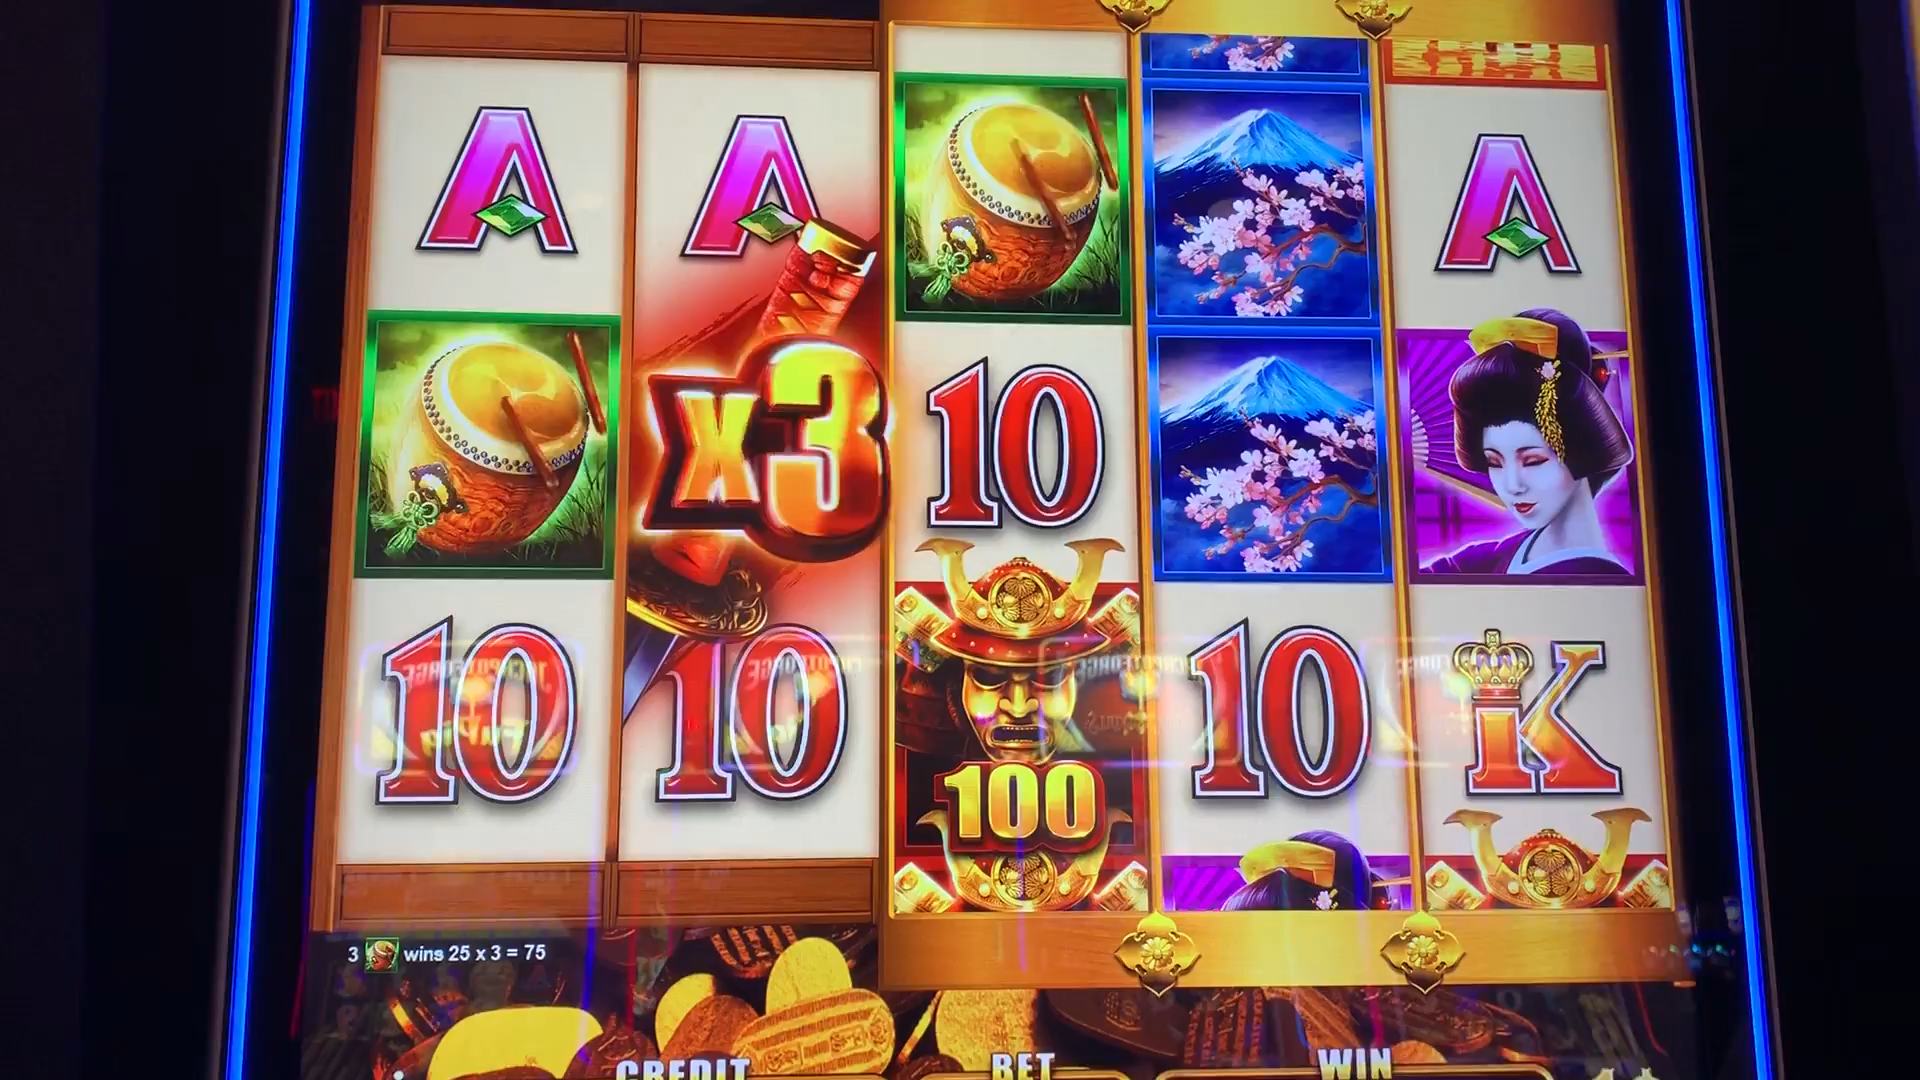 A A A
x3
10
10 10 100 10 K
3 wins 25 x 3 = 75
CREDIT BET WIN